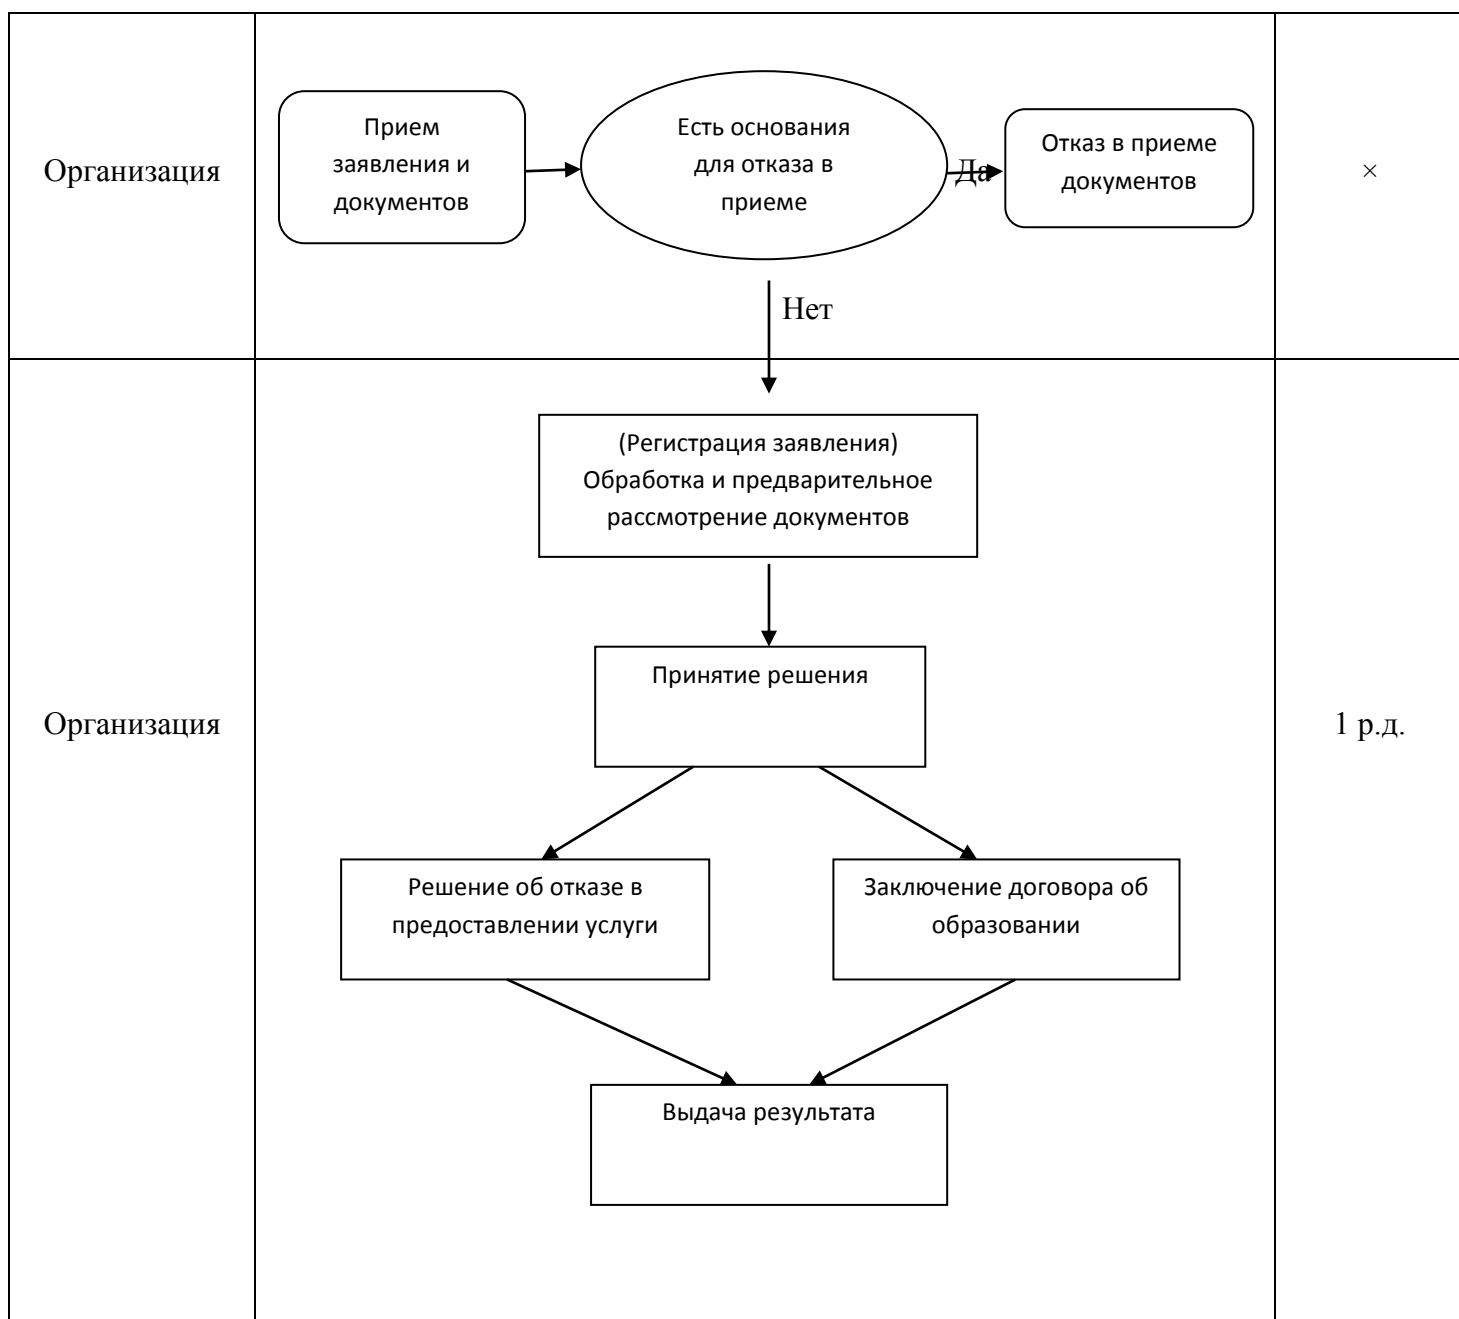 Организация
Прием
заявления и
документов
Есть основания
для отказа в
приеме
Да
Отказ в приеме
документов
×
Нет
Организация
(Регистрация заявления)
Обработка и предварительное
рассмотрение документов
Принятие решения
1 р.д.
Решение об отказе в
предоставлении услуги
Заключение договора об
образовании
Выдача результата